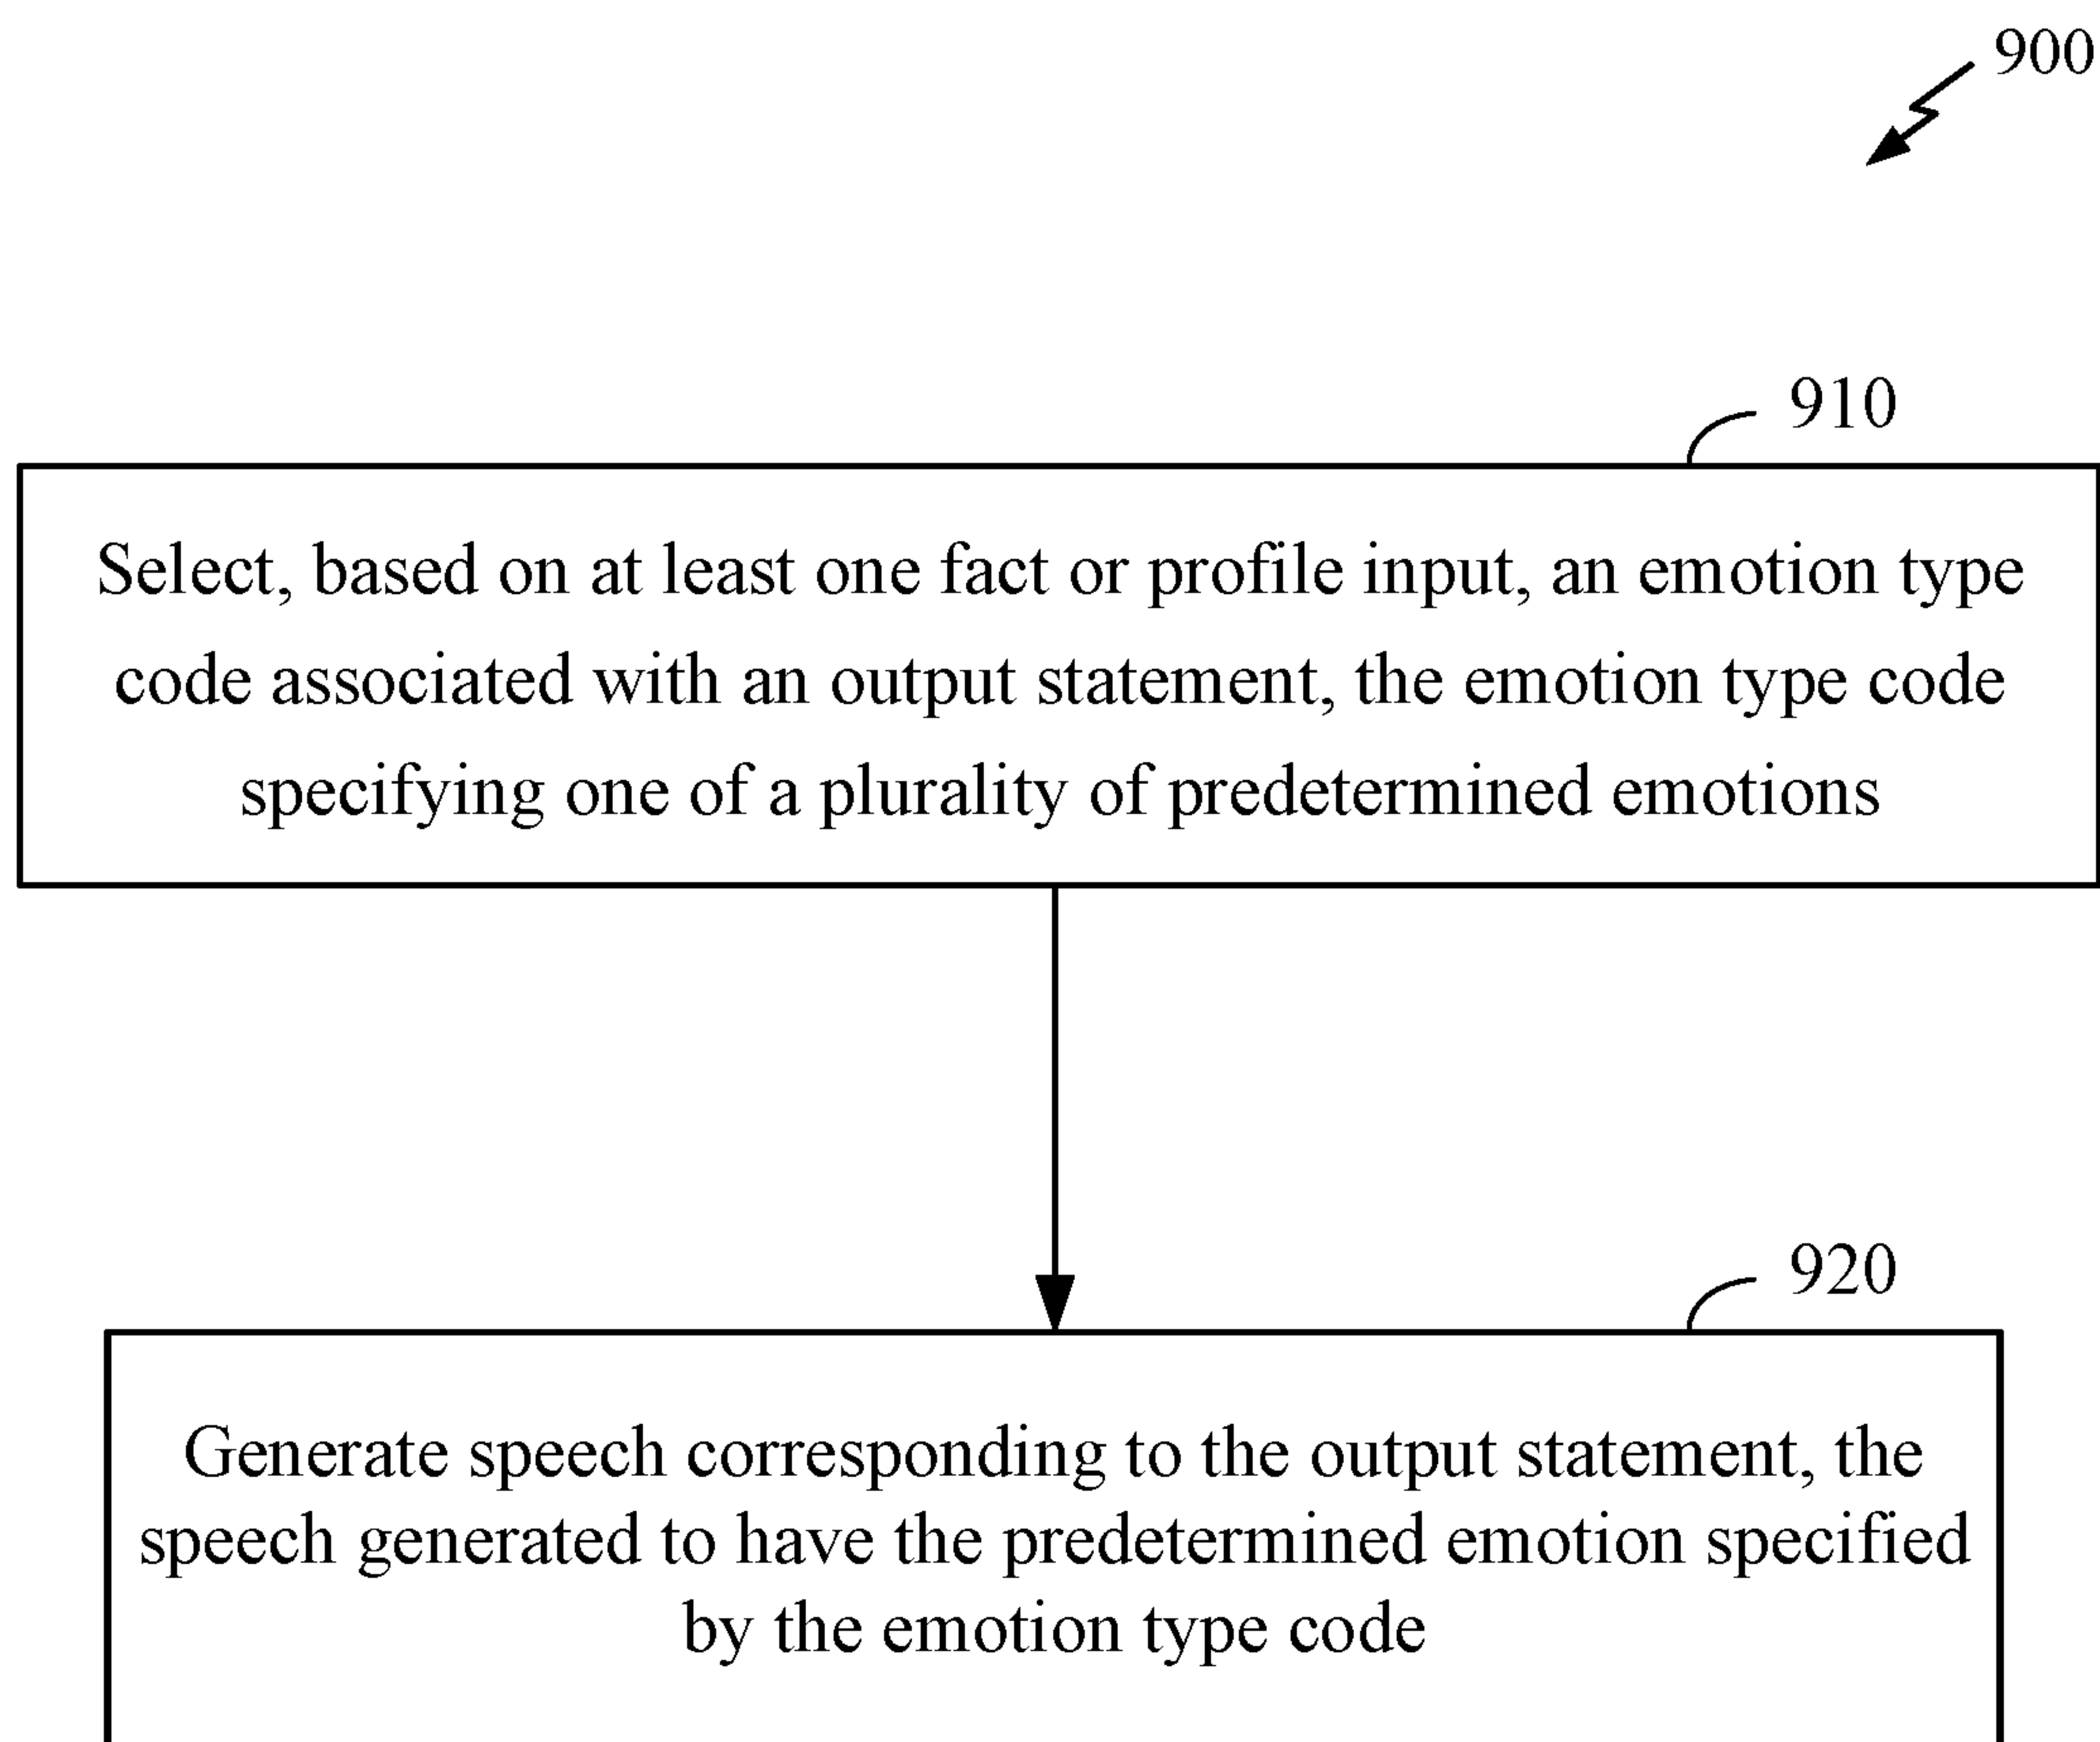 900
910
Select, based on at least one fact or profile input, an emotion type
code associated with an output statement, the emotion type code
specifying one of a plurality of predetermined emotions
920
Generate speech corresponding to the output statement, the
speech generated to have the predetermined emotion specified
by the emotion type code